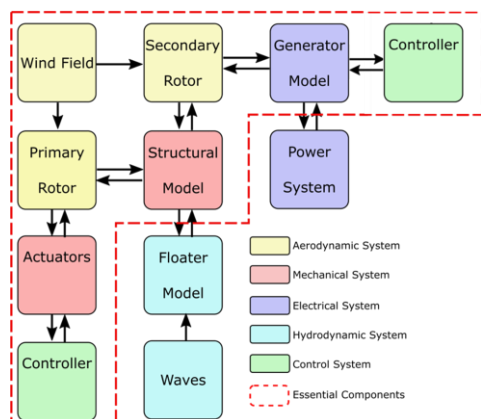 Wind Field
Secondary
Rotor
Generator
Model
Controller
Primary
Rotor
Structural
Model
Power
System
Actuators
Floater
Model
Controller
Waves
Aerodynamic System
Mechanical System
Electrical System
Hydrodynamic System
Control System
Essential Components